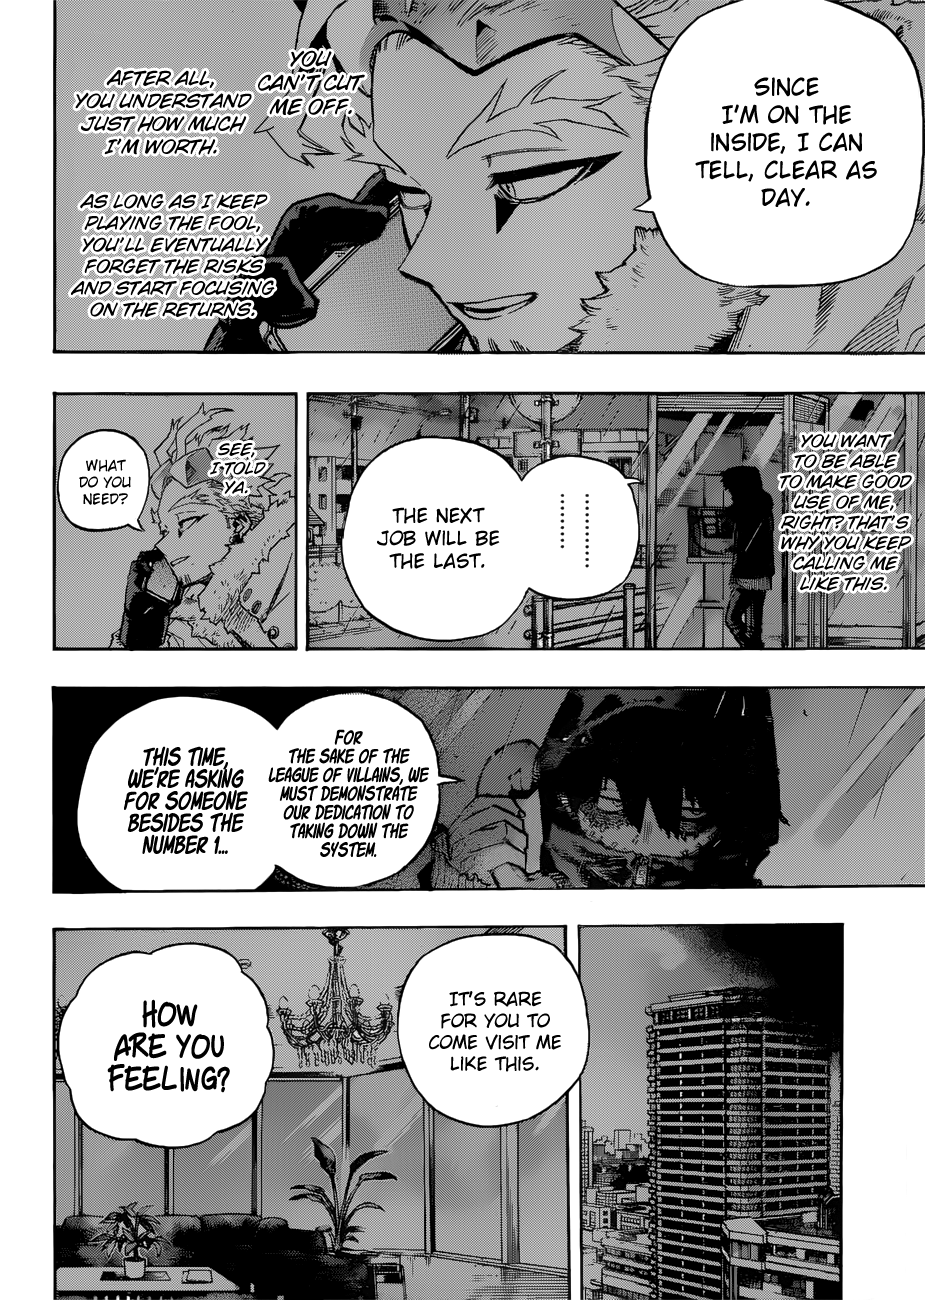 SINCE
I'M ON THE
INSIDE, I CAN
TELL, CLEAR AS
DAY.
YOU
CAN'T CUT
ME OFF.
AFTER ALL,
YOU UNDERSTAND
JUST HOW MUCH
I'M WORTH.
AS LONG AS I KEEP
PLAYING THE FOOL,
YOU'LL EVENTUALLY
FORGET THE RISKS
AND START FOCUSING
ON THE RETURNS.
YOU WANT
TO BE ABLE
TO MAKE GOOD
USE OF ME,
RIGHT? THAT'S
WHY YOU KEEP
CALLING ME
LIKE THIS.
........
........
THE NEXT
JOB WILL BE
THE LAST.
SEE,
I TOLD
YA.
WHAT
DO YOU
NEED?
FOR
THE SAKE OF THE
LEAGUE OF VILLAINS, WE
MUST DEMONSTRATE
OUR DEDICATION TO
TAKING DOWN THE
SYSTEM.
THIS TIME,
WE'RE ASKING
FOR SOMEONE
BESIDES THE
NUMBER 1...
IT'S RARE
FOR YOU TO
COME VISIT ME
LIKE THIS.
HOW
ARE YOU
FEELING?